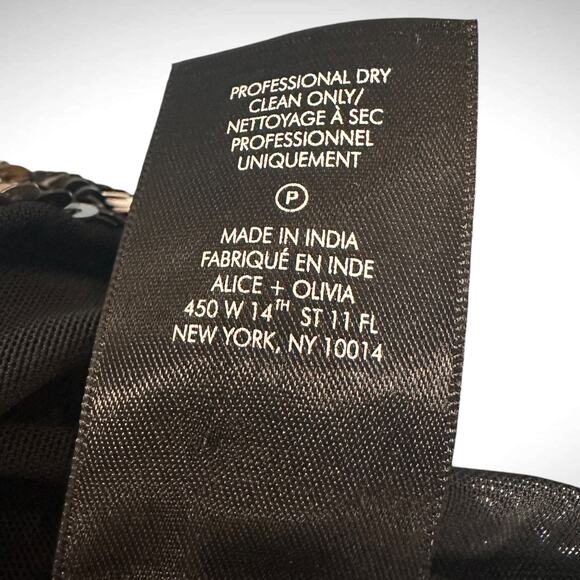 PROFESSIONAL DRY
CLEAN ONLY/
NETTOYAGE À SEC
PROFESSIONNEL
UNIQUEMENT
P
MADE IN INDIA
FABRIQUÉ EN INDE
ALICE + OLIVIA
450 W 14TH ST 11 FL
NEW YORK, NY 10014